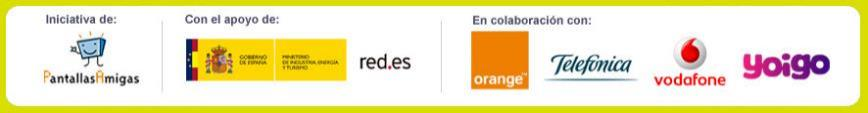 Iniciativa de:
PantallasAmigas
Con el apoyo de:
GOBIERNO
DE ESPAÑA
MINISTERIO
DE INDUSTRIA, ENERGÍA
Y TURISMO
red.es
En colaboración con:
orange™
Telefónica
vodafone
yoigo